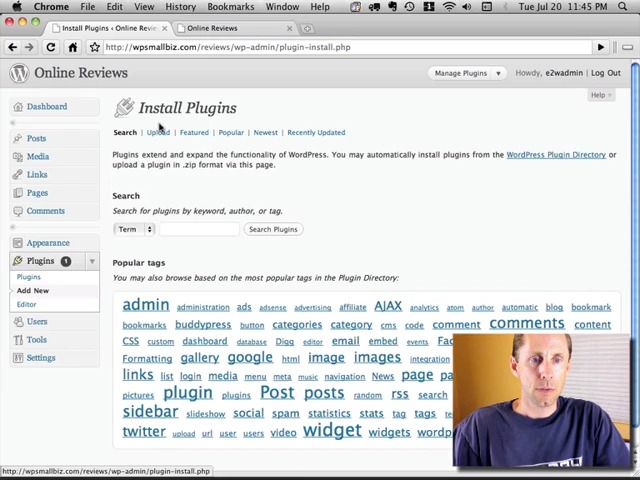 Chrome File Edit View History Bookmarks Window Help Tue Jul 20 11:45 PM
Install Plugins ‹ Online Revie... Online Reviews
http://wpsmallbiz.com/reviews/wp-admin/plugin-install.php
Online Reviews Manage Plugins Howdy, e2wadmin | Log Out
Help
Dashboard
Posts
Media
Links
Pages
Comments
Appearance
Plugins 1
Plugins
Add New
Editor
Users
Tools
Settings
Install Plugins
Search | Upload | Featured | Popular | Newest | Recently Updated
Plugins extend and expand the functionality of WordPress. You may automatically install plugins from the WordPress Plugin Directory or
upload a plugin in .zip format via this page.
Search
Search for plugins by keyword, author, or tag.
Term Search Plugins
Popular tags
You may also browse based on the most popular tags in the Plugin Directory:
admin administration ads adsense advertising affiliate AJAX analytics atom author automatic blog bookmark
bookmarks buddypress button categories category cms code comment comments content
CSS custom dashboard database Digg editor email embed events
Formatting gallery google html image images integration
links list login media menu meta music navigation News page
pictures plugin plugins Post posts random rss search
sidebar slideshow social spam statistics stats tag tags
twitter upload url user users video widget widgets
http://wpsmallbiz.com/reviews/wp-admin/plugin-install.php